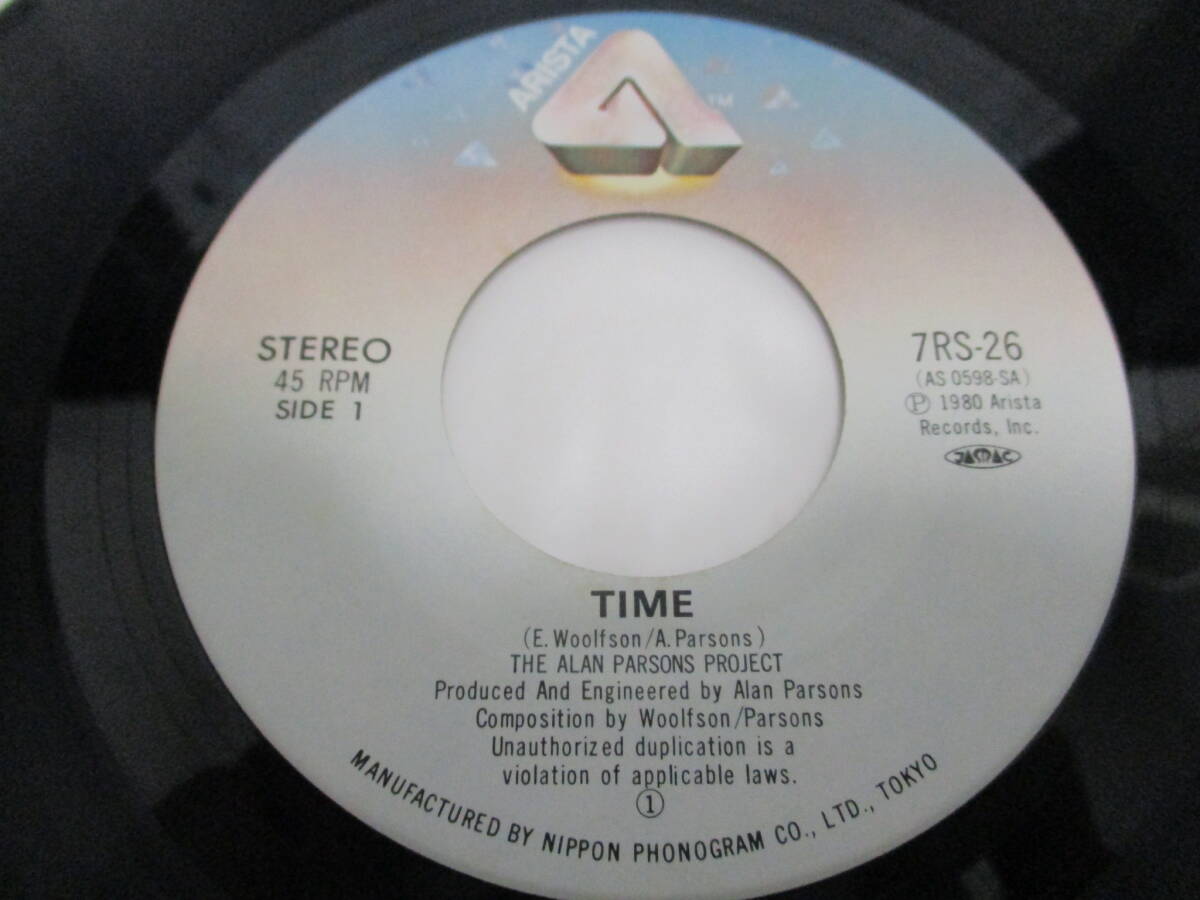 ARISTA
TM
STEREO
45 RPM
SIDE 1
7RS-26
(AS 0598-SA)
Ⓟ 1980 Arista
Records, Inc.
JASRAC
TIME
(E. Woolfson/A. Parsons)
THE ALAN PARSONS PROJECT
Produced And Engineered by Alan Parsons
Composition by Woolfson/Parsons
Unauthorized duplication is a
violation of applicable laws.
①
MANUFACTURED BY NIPPON PHONOGRAM CO., LTD., TOKYO